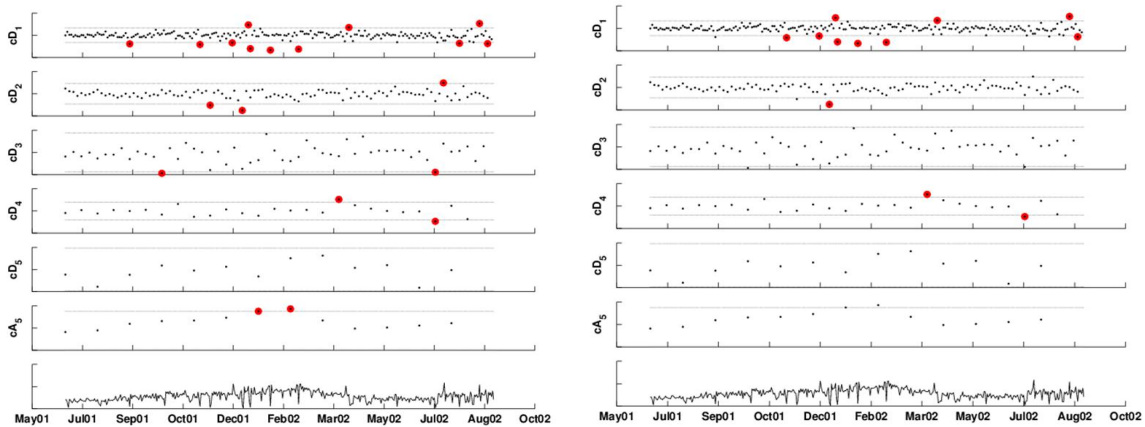 cD1
cD2
cD3
cD4
cD5
cA5
May01 Jul01 Sep01 Oct01 Dec01 Feb02 Mar02 May02 Jul02 Aug02 Oct02
cD1
cD2
cD3
cD4
cD5
cA5
May01 Jul01 Sep01 Oct01 Dec01 Feb02 Mar02 May02 Jul02 Aug02 Oct02